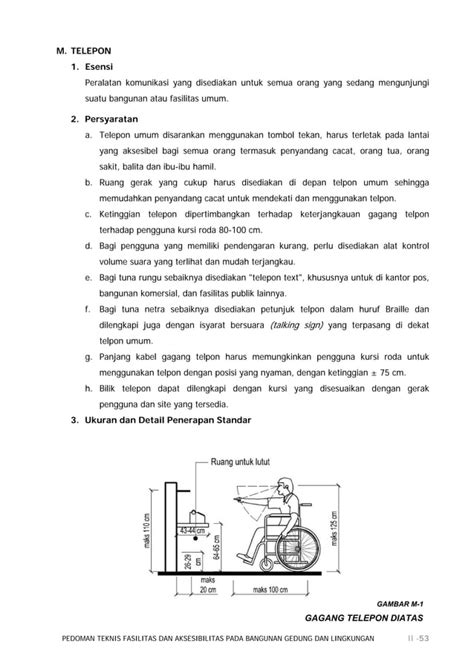 M. TELEPON
1. Esensi
Peralatan komunikasi yang disediakan untuk semua orang yang sedang mengunjungi
suatu bangunan atau fasilitas umum.
2. Persyaratan
a. Telepon umum disarankan menggunakan tombol tekan, harus terletak pada lantai
yang aksesibel bagi semua orang termasuk penyandang cacat, orang tua, orang
sakit, balita dan ibu-ibu hamil.
b. Ruang gerak yang cukup harus disediakan di depan telpon umum sehingga
memudahkan penyandang cacat untuk mendekati dan menggunakan telpon.
c. Ketinggian telepon dipertimbangkan terhadap keterjangkauan gagang telpon
terhadap pengguna kursi roda 80-100 cm.
d. Bagi pengguna yang memiliki pendengaran kurang, perlu disediakan alat kontrol
volume suara yang terlihat dan mudah terjangkau.
e. Bagi tuna rungu sebaiknya disediakan "telepon text", khususnya untuk di kantor pos,
bangunan komersial, dan fasilitas publik lainnya.
f. Bagi tuna netra sebaiknya disediakan petunjuk telpon dalam huruf Braille dan
dilengkapi juga dengan isyarat bersuara (talking sign) yang terpasang di dekat
telpon umum.
g. Panjang kabel gagang telpon harus memungkinkan pengguna kursi roda untuk
menggunakan telpon dengan posisi yang nyaman, dengan ketinggian ± 75 cm.
h. Bilik telepon dapat dilengkapi dengan kursi yang disesuaikan dengan gerak
pengguna dan site yang tersedia.
3. Ukuran dan Detail Penerapan Standar
Ruang untuk lutut
maks 110 cm
43-44 cm
26-29
cm
64-65
cm
maks 125 cm
maks
20 cm
maks 100 cm
GAMBAR M-1
GAGANG TELEPON DIATAS
PEDOMAN TEKNIS FASILITAS DAN AKSESIBILITAS PADA BANGUNAN GEDUNG DAN LINGKUNGAN II -53